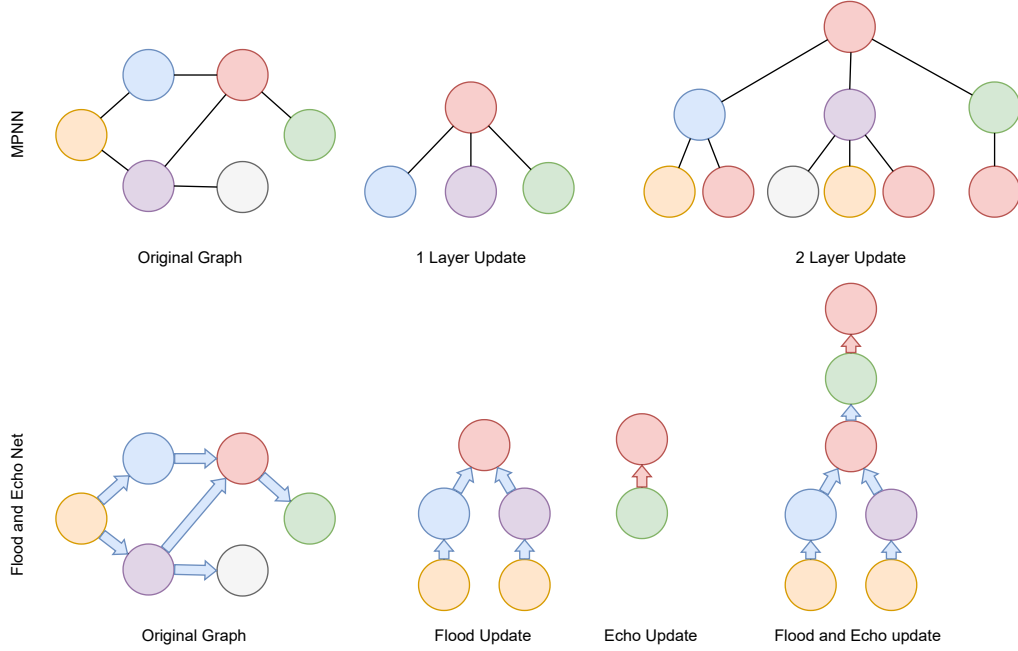 MPNN
Original Graph
1 Layer Update
2 Layer Update
Flood and Echo Net
Original Graph
Flood Update
Echo Update
Flood and Echo update